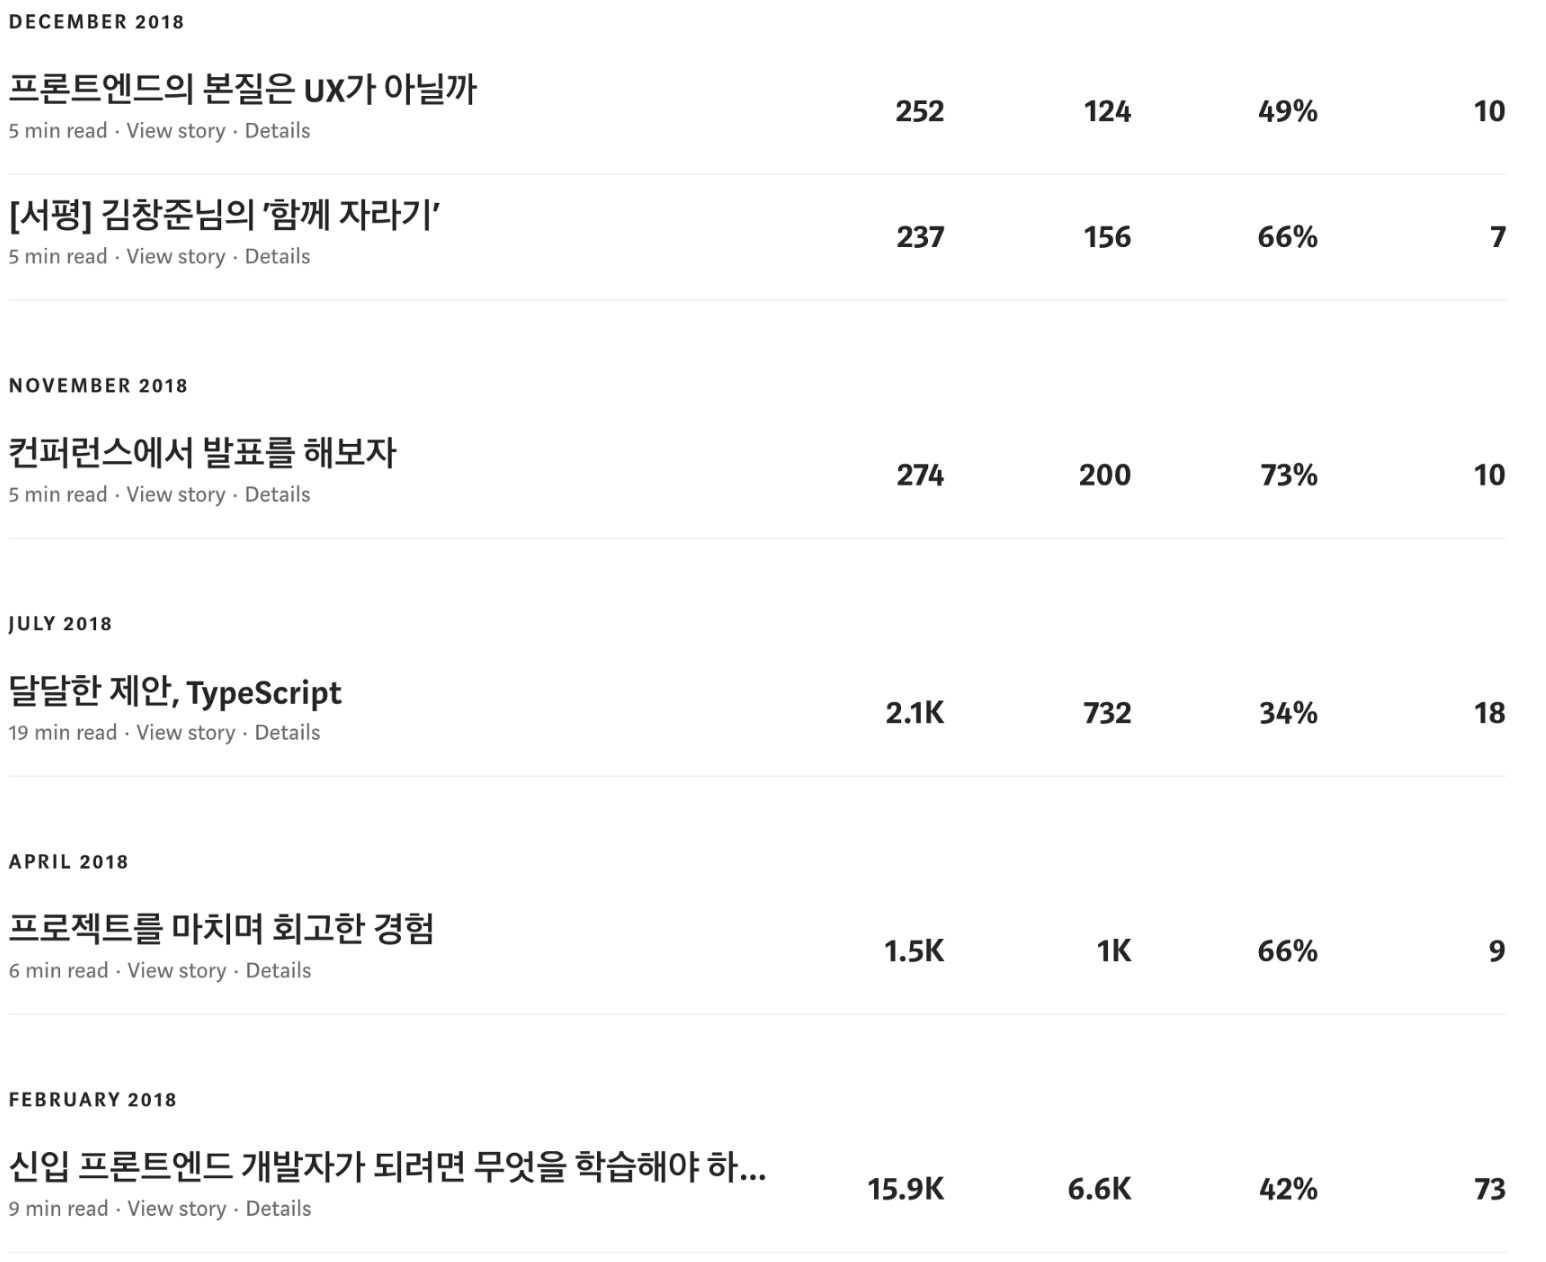 DECEMBER 2018
프론트엔드의 본질은 UX가 아닐까
252 124 49% 10
5 min read · View story · Details
[서평] 김창준님의 '함께 자라기'
237 156 66% 7
5 min read · View story · Details
NOVEMBER 2018
컨퍼런스에서 발표를 해보자
274 200 73% 10
5 min read · View story · Details
JULY 2018
달달한 제안, TypeScript
2.1K 732 34% 18
19 min read · View story · Details
APRIL 2018
프로젝트를 마치며 회고한 경험
1.5K 1K 66% 9
6 min read · View story · Details
FEBRUARY 2018
신입 프론트엔드 개발자가 되려면 무엇을 학습해야 하...
15.9K 6.6K 42% 73
9 min read · View story · Details